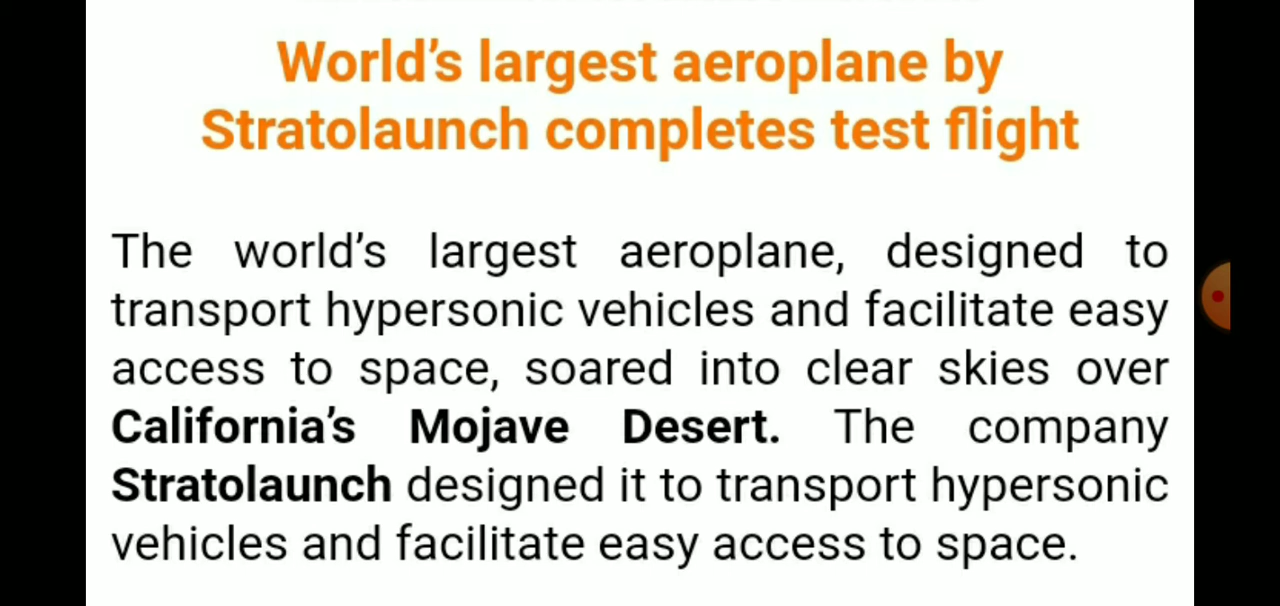 World’s largest aeroplane by
Stratolaunch completes test flight
The world’s largest aeroplane, designed to
transport hypersonic vehicles and facilitate easy
access to space, soared into clear skies over
California’s Mojave Desert. The company
Stratolaunch designed it to transport hypersonic
vehicles and facilitate easy access to space.